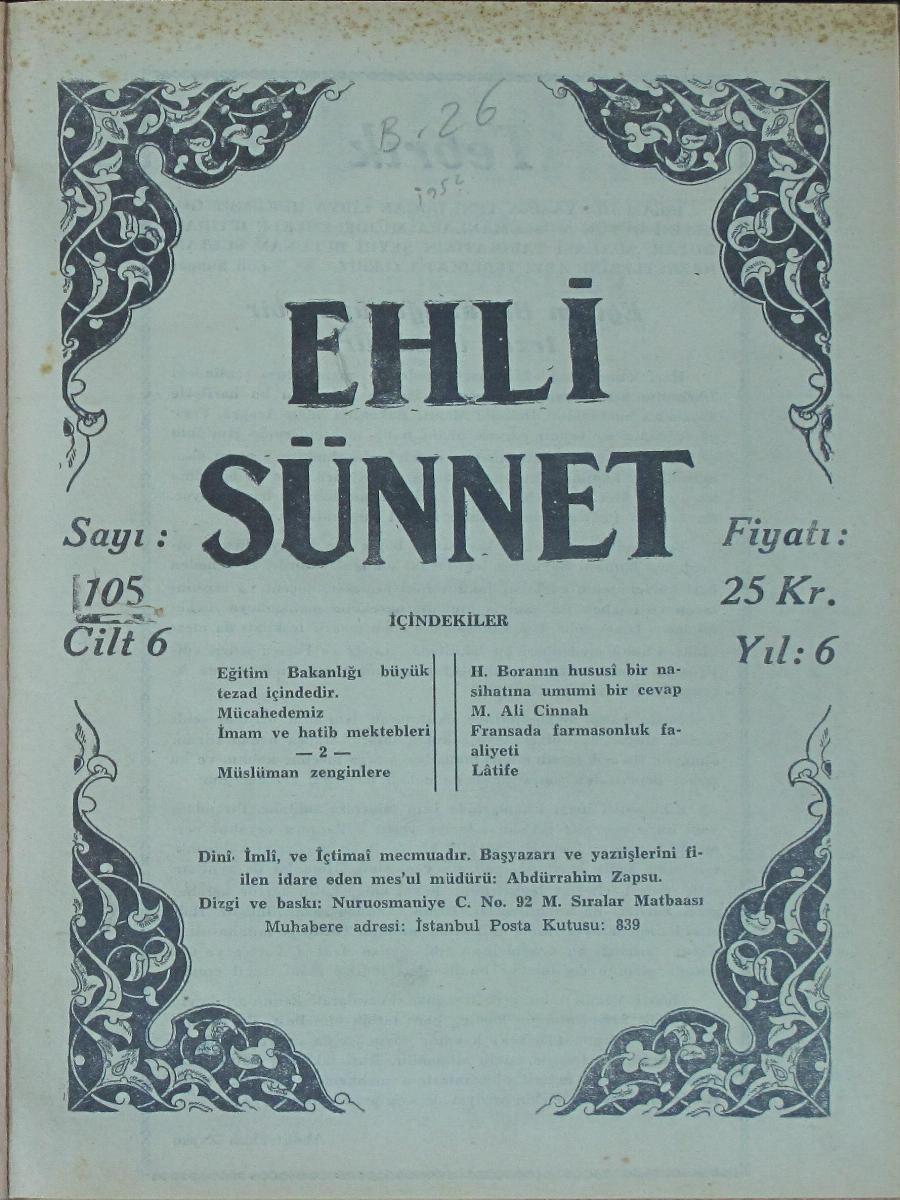 B-26
1952
EHLİ
SÜNNET
Sayı :
105
Cilt 6
Fiyatı :
25 Kr.
Yıl: 6
İÇİNDEKİLER
Eğitim Bakanlığı büyük
tezad içindedir.
Mücahedemiz
İmam ve hatib mektebleri
— 2 —
Müslüman zenginlere
H. Boranın hususî bir na-
sihatına umumi bir cevap
M. Ali Cinnah
Fransada farmasonluk fa-
aliyeti
Lâtife
Dinî. İmlî, ve İçtimaî mecmuadır. Başyazarı ve yazıişlerini fi-
ilen idare eden mes'ul müdürü: Abdürrahim Zapsu.
Dizgi ve baskı: Nuruosmaniye C. No. 92 M. Sıralar Matbaası
Muhabere adresi: İstanbul Posta Kutusu: 839